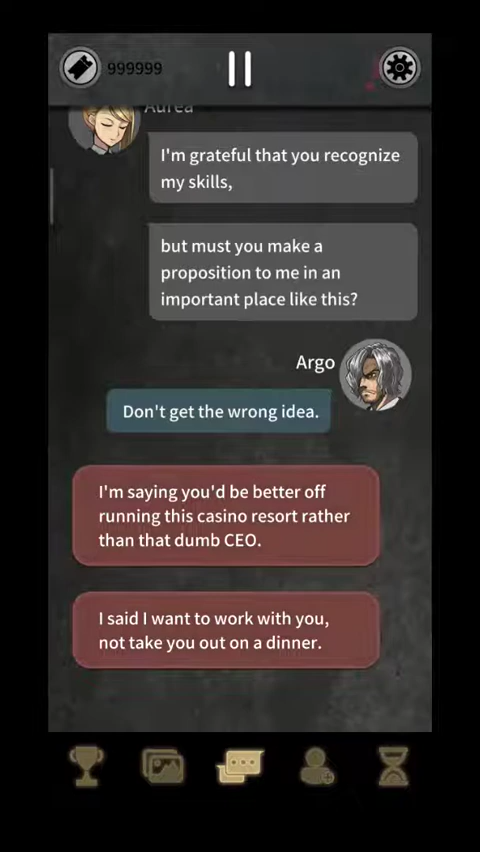 999999
Aurea
I'm grateful that you recognize
my skills,
but must you make a
proposition to me in an
important place like this?
Argo
Don't get the wrong idea.
I'm saying you'd be better off
running this casino resort rather
than that dumb CEO.
I said I want to work with you,
not take you out on a dinner.